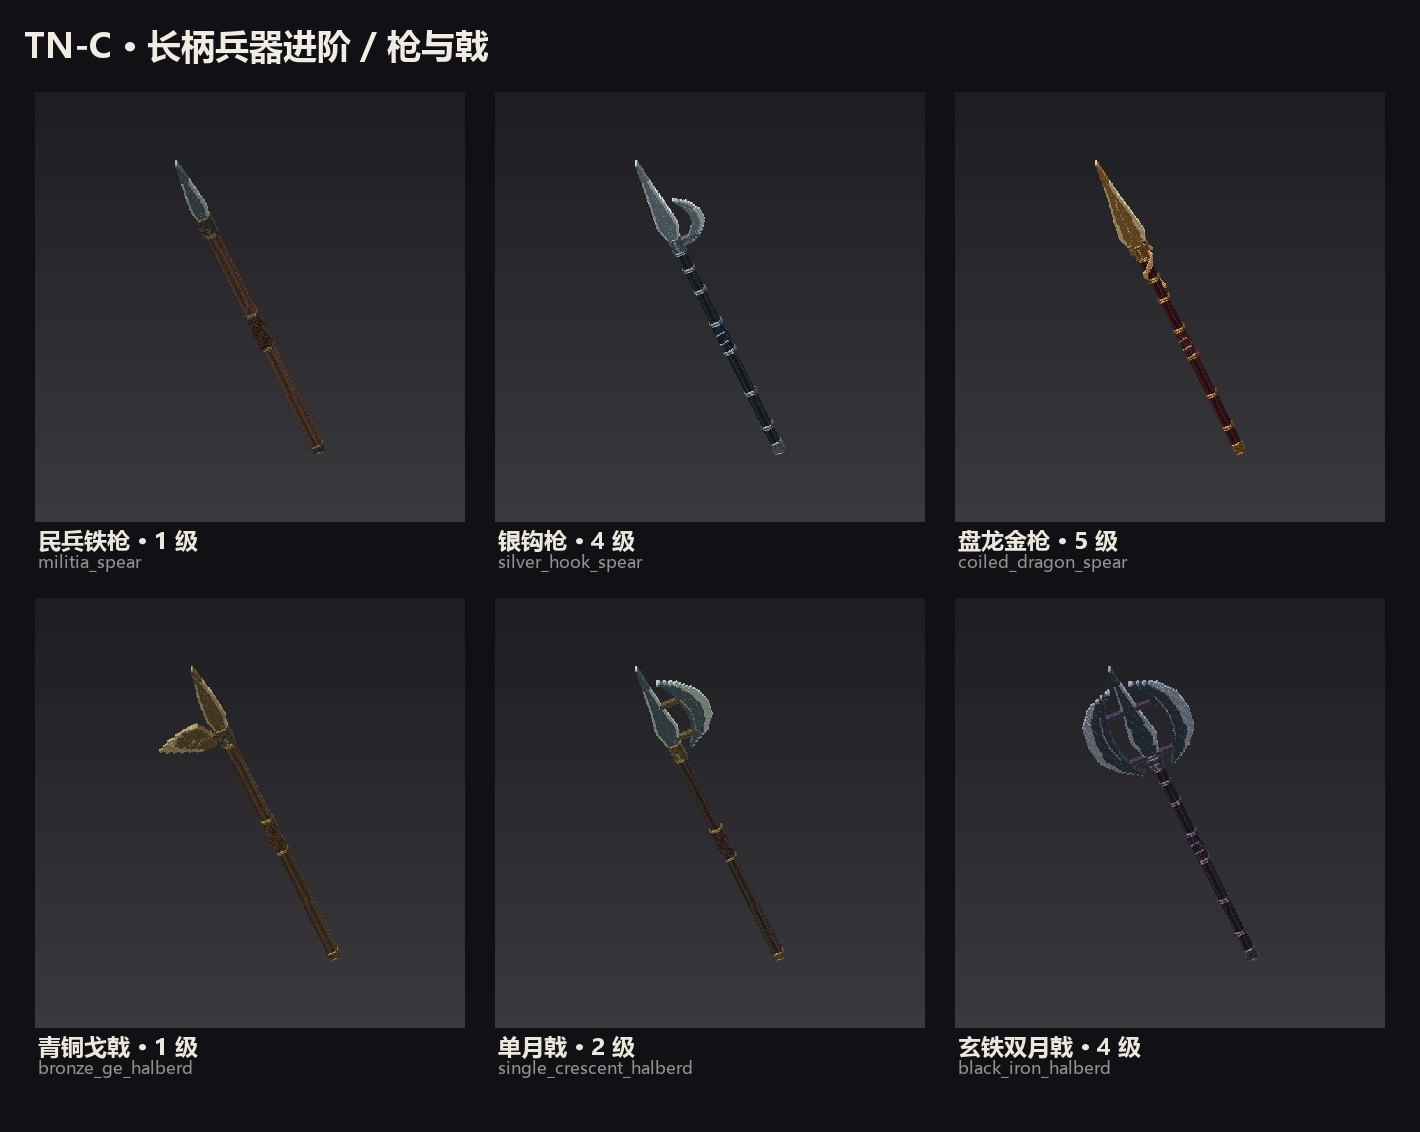 TN-C • 长柄兵器进阶 / 枪与戟
民兵铁枪 • 1 级
militia_spear
银钩枪 • 4 级
silver_hook_spear
盘龙金枪 • 5 级
coiled_dragon_spear
青铜戈戟 • 1 级
bronze_ge_halberd
单月戟 • 2 级
single_crescent_halberd
玄铁双月戟 • 4 级
black_iron_halberd